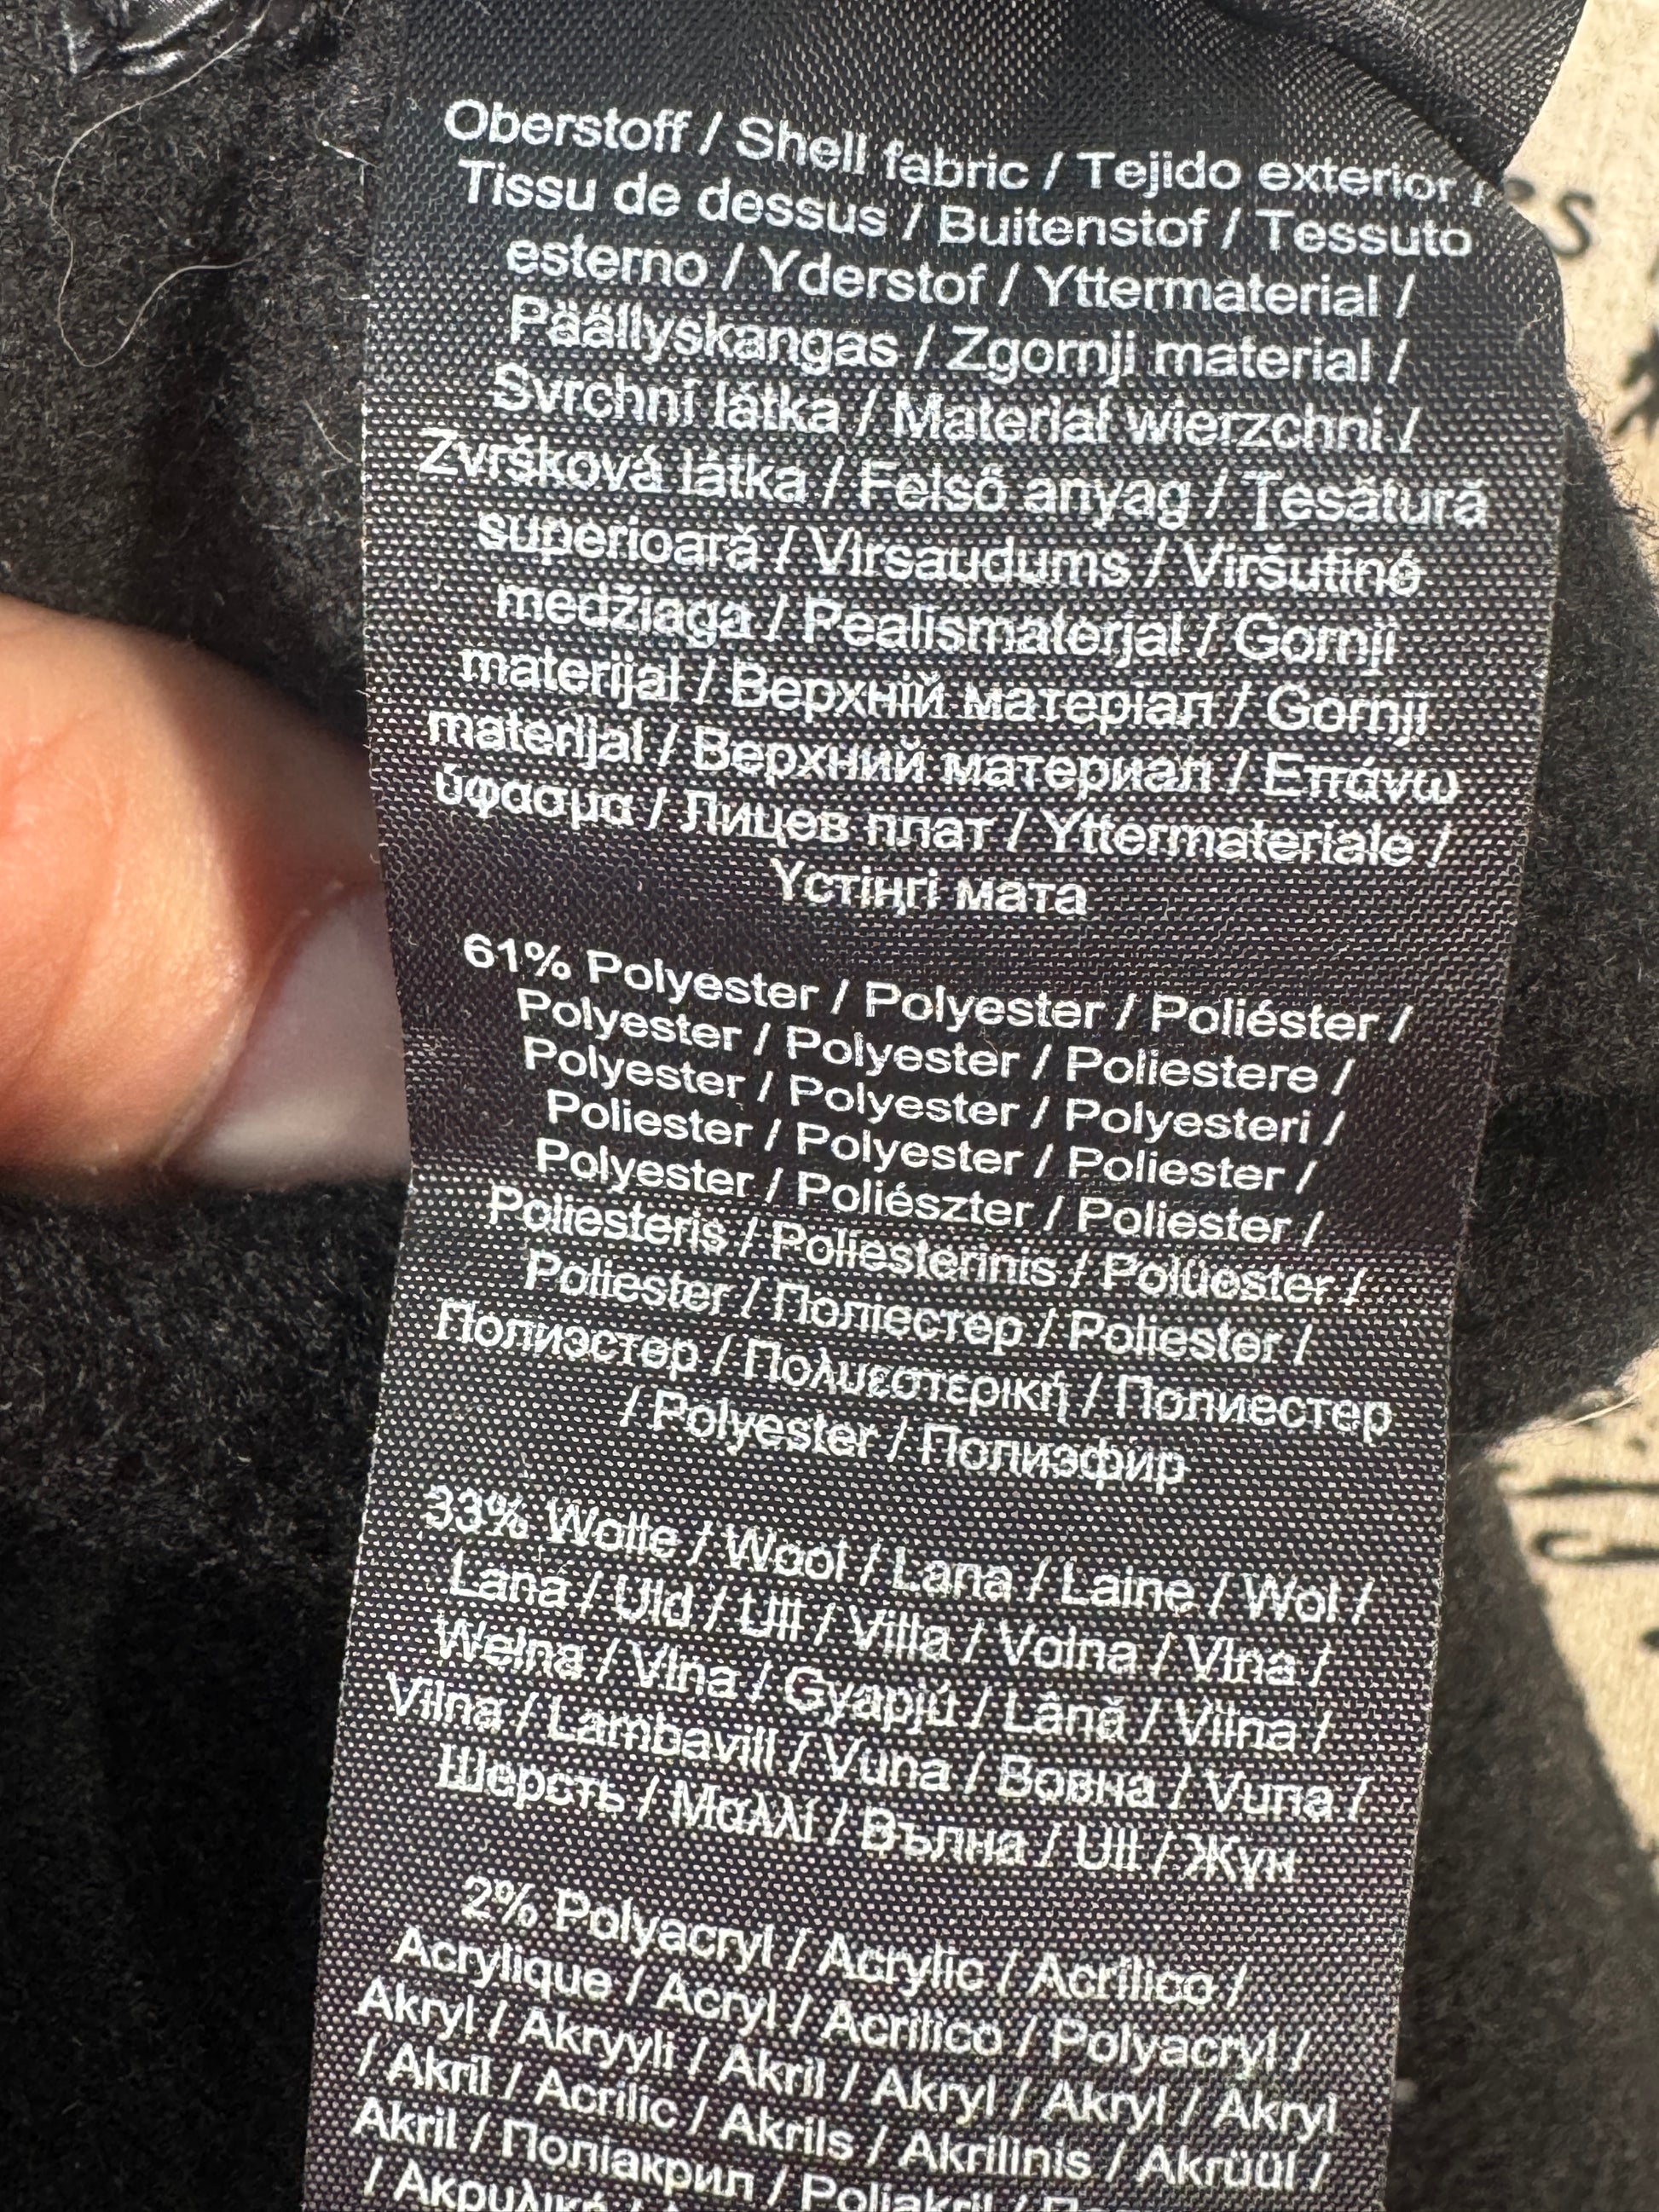 Oberstoff / Shell fabric / Tejido exterior /
Tissu de dessus / Buitenstof / Tessuto
esterno / Yderstof / Yttermaterial /
Päällyskangas / Zgornji material /
Svrchní látka / Materiał wierzchni /
Zvršková látka / Felső anyag / Țesătură
superioară / Virsaudums / Viršutinė
medžiaga / Pealismaterjal / Gornji
materijal / Верхній матеріал / Gornji
materijal / Верхний материал / Επάνω
ύφασμα / Лицев плат / Yttermateriale /
Үстіңгі мата
61% Polyester / Polyester / Poliéster /
Polyester / Polyester / Poliestere /
Polyester / Polyester / Polyesteri /
Poliester / Polyester / Poliester /
Polyester / Poliészter / Poliester /
Poliesteris / Poliesterinis / Polüester /
Poliester / Поліестер / Poliester /
Полиэстер / Πολυεστερική / Полиестер
/ Polyester / Полиэфир
33% Wolle / Wool / Lana / Laine / Wol /
Lana / Uld / Ull / Villa / Volna / Vlna /
Wełna / Vlna / Gyapjú / Lână / Vilna /
Vilna / Lambavill / Vuna / Вовна / Vuna /
Шерсть / Μαλλί / Вълна / Ull / Жүн
2% Polyacryl / Acrylic / Acrílico /
Acrylique / Acryl / Acrilico / Polyacryl /
Akryl / Akryyli / Akril / Akryl / Akryl / Akryl
/ Akril / Acrilic / Akrils / Akrilinis / Akrüül /
Akril / Поліакрил / Poliakril /
/ Ακρυλικό /
es